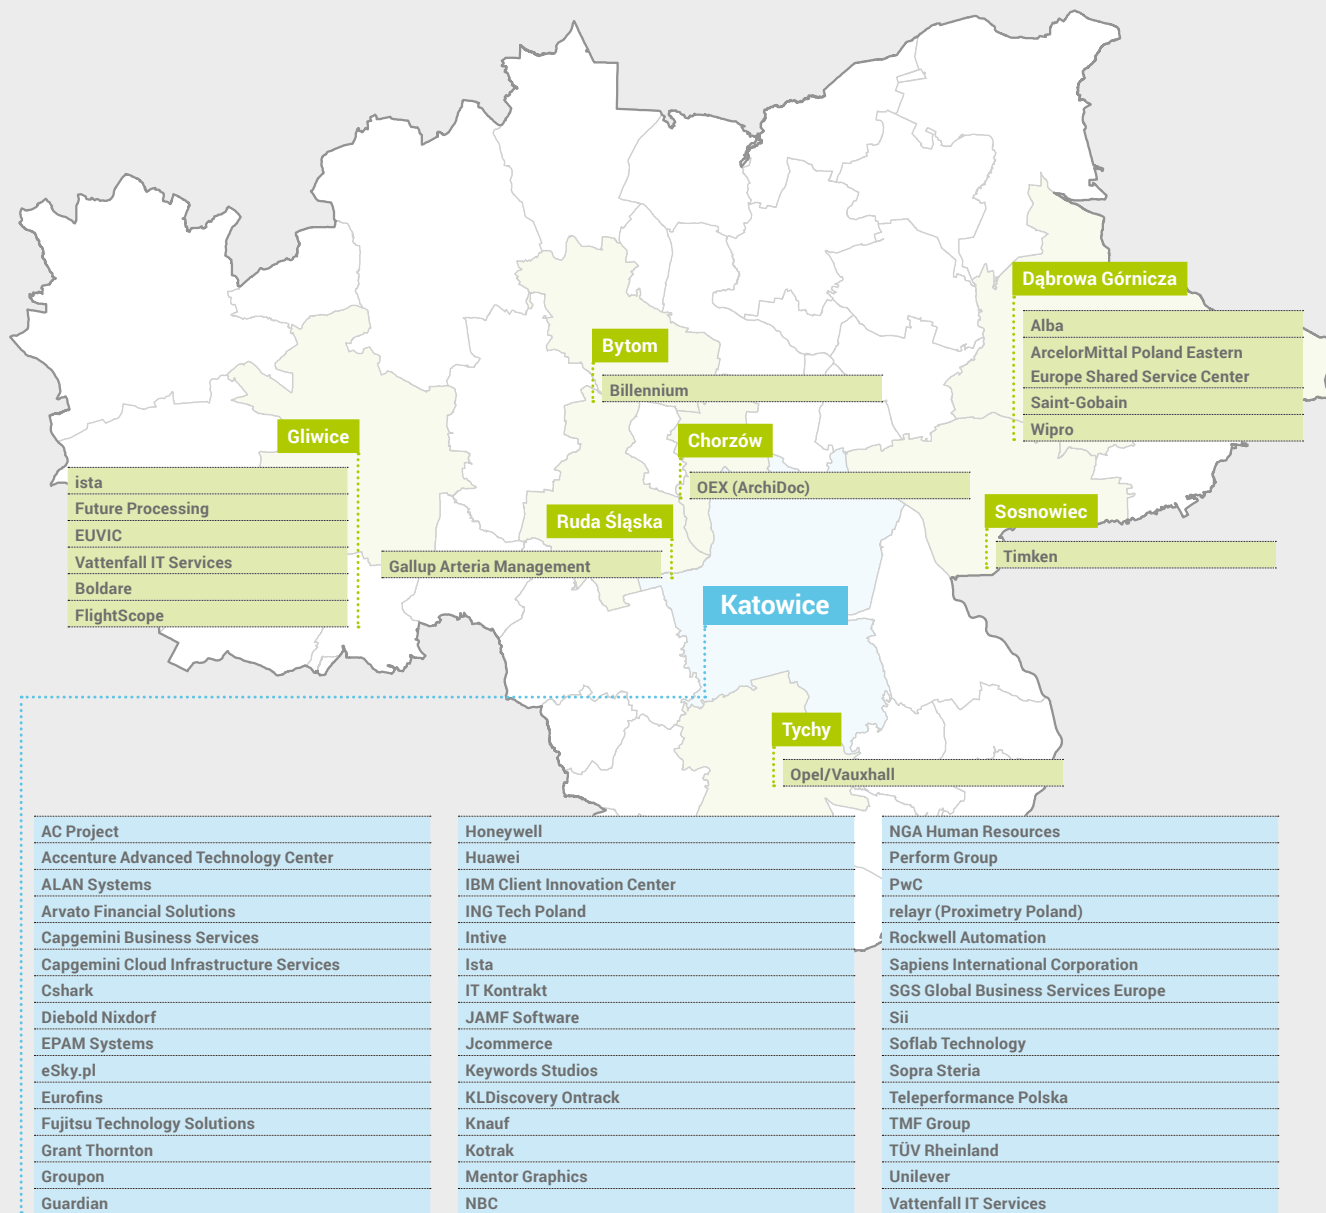 Dąbrowa Górnicza
Alba
ArcelorMittal Poland Eastern
Europe Shared Service Center
Saint-Gobain
Wipro
Bytom
Billennium
Gliwice
ista
Future Processing
EUVIC
Vattenfall IT Services
Boldare
FlightScope
Chorzów
OEX (ArchiDoc)
Ruda Śląska
Gallup Arteria Management
Sosnowiec
Timken
Katowice
Tychy
Opel/Vauxhall
AC Project
Accenture Advanced Technology Center
ALAN Systems
Arvato Financial Solutions
Capgemini Business Services
Capgemini Cloud Infrastructure Services
Cshark
Diebold Nixdorf
EPAM Systems
eSky.pl
Eurofins
Fujitsu Technology Solutions
Grant Thornton
Groupon
Guardian
Honeywell
Huawei
IBM Client Innovation Center
ING Tech Poland
Intive
Ista
IT Kontrakt
JAMF Software
Jcommerce
Keywords Studios
KLDiscovery Ontrack
Knauf
Kotrak
Mentor Graphics
NBC
NGA Human Resources
Perform Group
PwC
relayr (Proximetry Poland)
Rockwell Automation
Sapiens International Corporation
SGS Global Business Services Europe
Sii
Soflab Technology
Sopra Steria
Teleperformance Polska
TMF Group
TÜV Rheinland
Unilever
Vattenfall IT Services